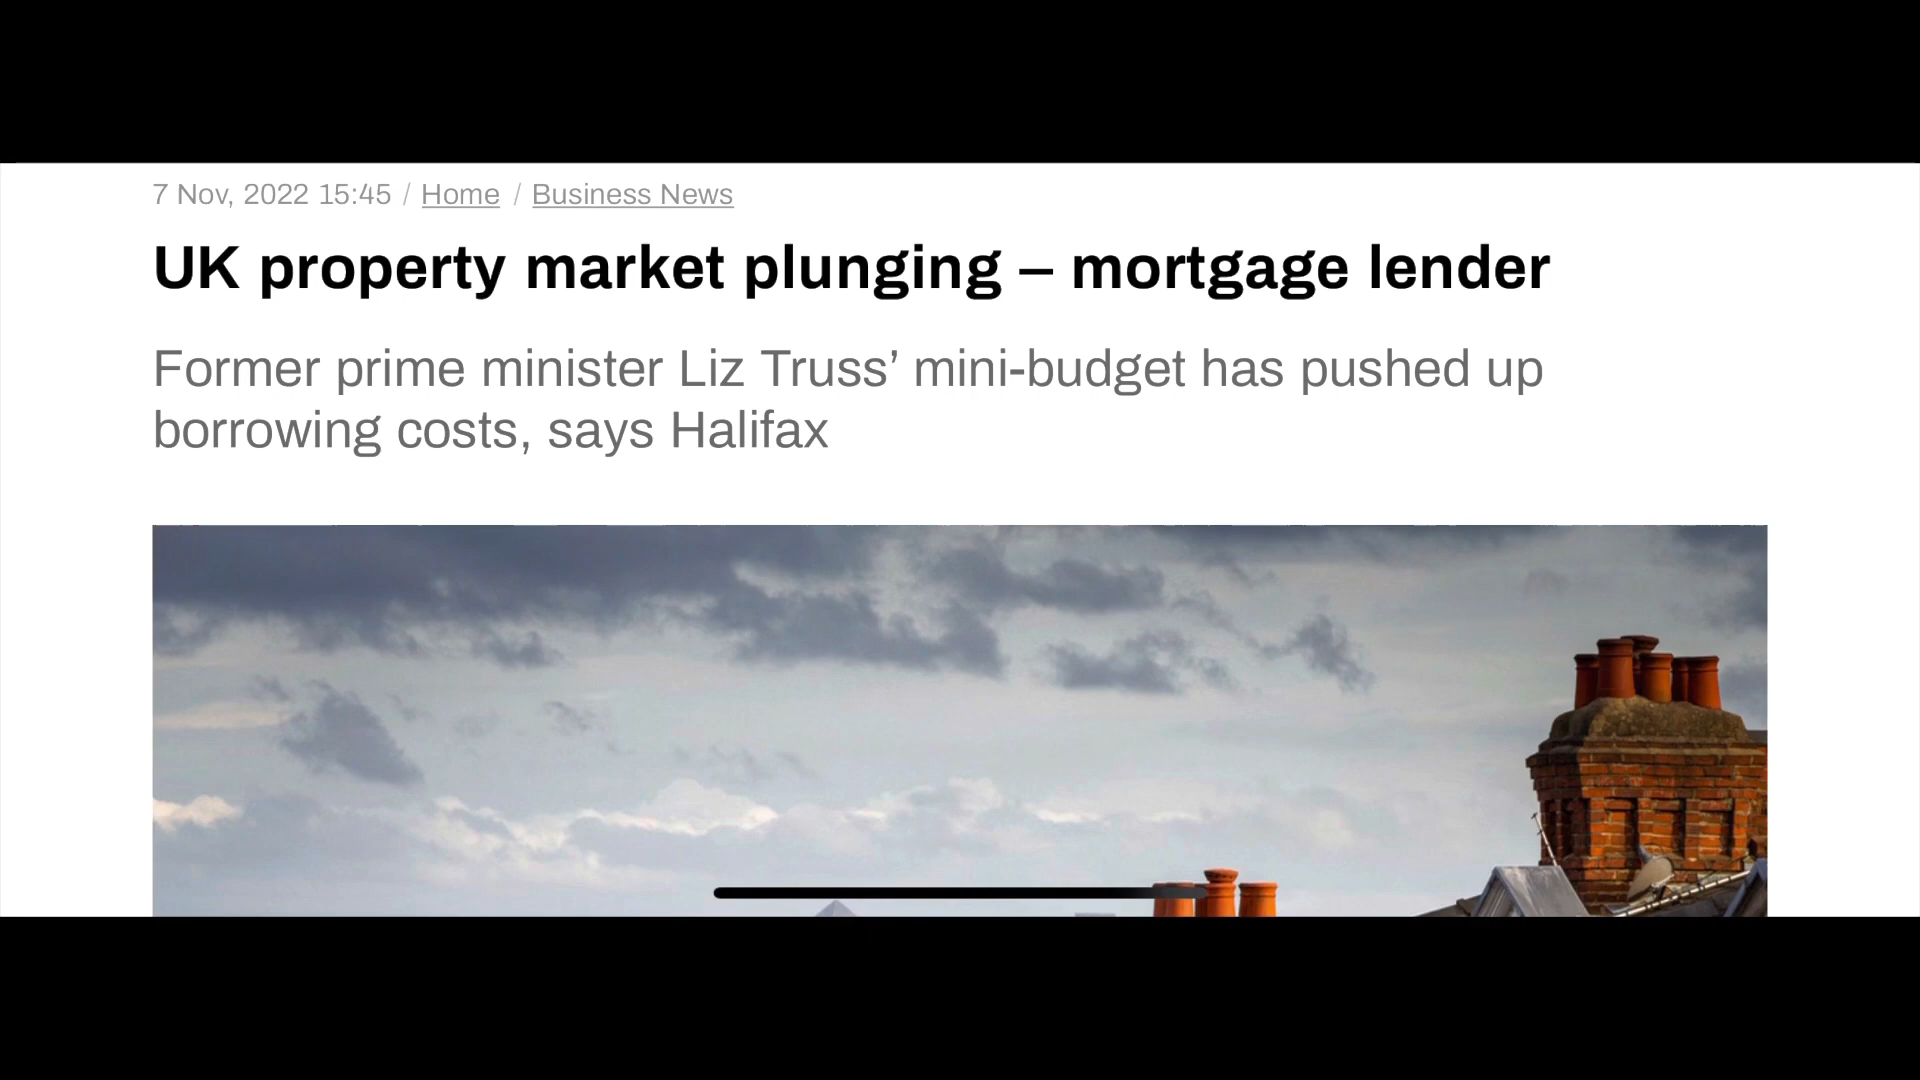 7 Nov, 2022 15:45 / Home / Business News
UK property market plunging – mortgage lender
Former prime minister Liz Truss’ mini-budget has pushed up
borrowing costs, says Halifax